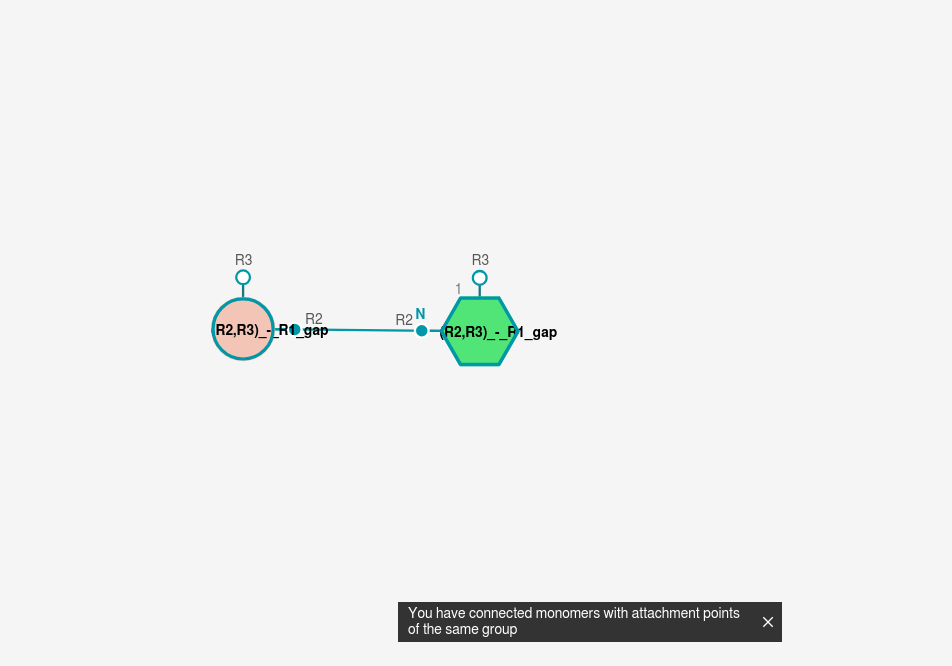 R3
R3
1
N
R2
R2
(R2,R3)_-_R1_gap
(R2,R3)_-_R1_gap
You have connected monomers with attachment points
of the same group